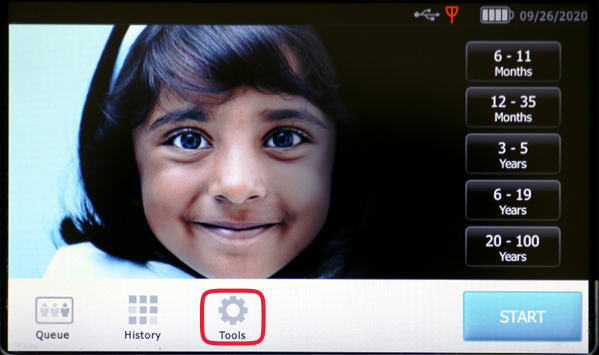 09/26/2020
6 - 11
Months
12 - 35
Months
3 - 5
Years
6 - 19
Years
20 - 100
Years
Queue
History
Tools
START